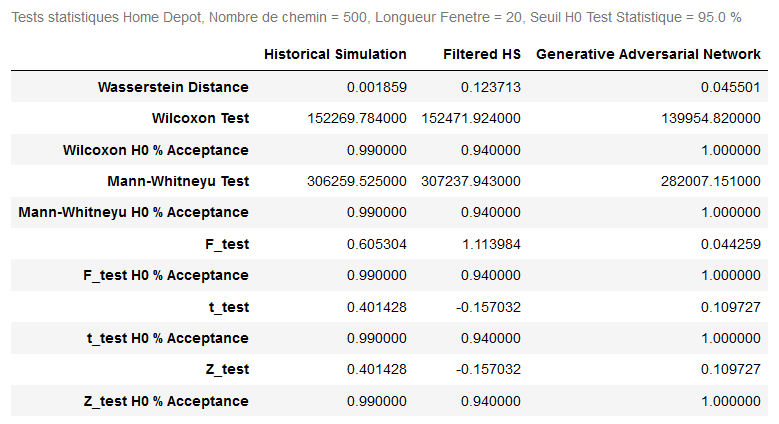 Tests statistiques Home Depot, Nombre de chemin = 500, Longueur Fenetre = 20, Seuil H0 Test Statistique = 95.0 %
Historical Simulation Filtered HS Generative Adversarial Network
Wasserstein Distance 0.001859 0.123713 0.045501
Wilcoxon Test 152269.784000 152471.924000 139954.820000
Wilcoxon H0 % Acceptance 0.990000 0.940000 1.000000
Mann-Whitneyu Test 306259.525000 307237.943000 282007.151000
Mann-Whitneyu H0 % Acceptance 0.990000 0.940000 1.000000
F_test 0.605304 1.113984 0.044259
F_test H0 % Acceptance 0.990000 0.940000 1.000000
t_test 0.401428 -0.157032 0.109727
t_test H0 % Acceptance 0.990000 0.940000 1.000000
Z_test 0.401428 -0.157032 0.109727
Z_test H0 % Acceptance 0.990000 0.940000 1.000000